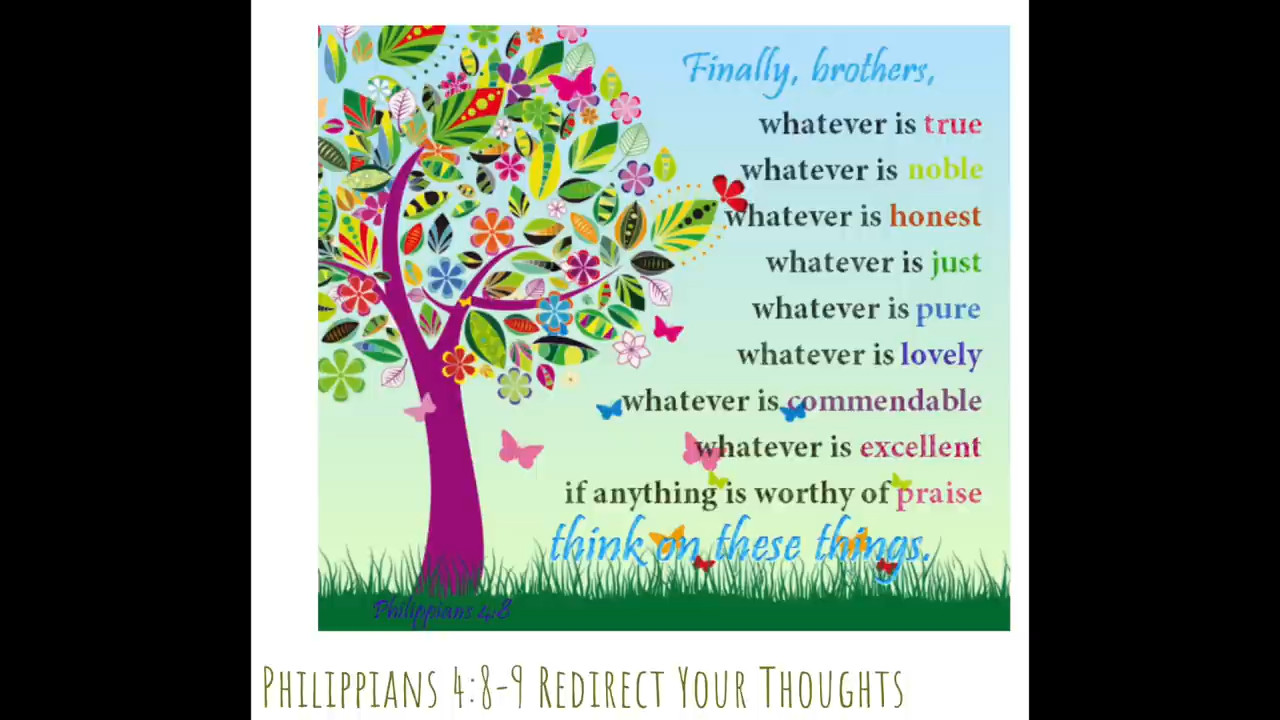 Finally, brothers,
whatever is true
whatever is noble
whatever is honest
whatever is just
whatever is pure
whatever is lovely
whatever is commendable
whatever is excellent
if anything is worthy of praise
think on these things.
Philippians 4:8
Philippians 4:8-9 Redirect Your Thoughts